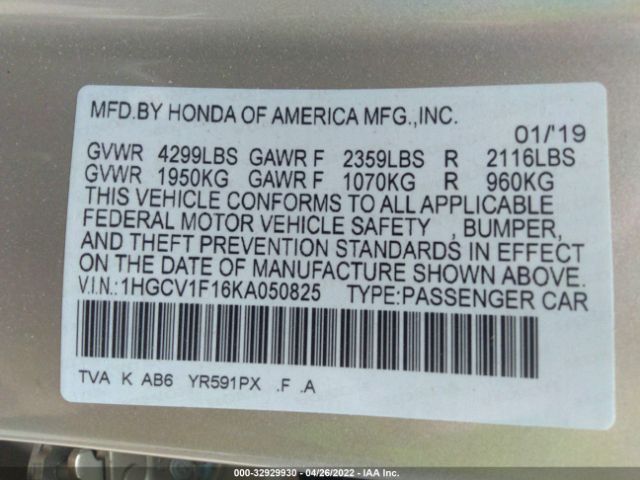 MFD.BY HONDA OF AMERICA MFG.,INC.
01/'19
GVWR 4299LBS GAWR F 2359LBS R 2116LBS
GVWR 1950KG GAWR F 1070KG R 960KG
THIS VEHICLE CONFORMS TO ALL APPLICABLE
FEDERAL MOTOR VEHICLE SAFETY , BUMPER,
AND THEFT PREVENTION STANDARDS IN EFFECT
ON THE DATE OF MANUFACTURE SHOWN ABOVE.
V.I.N.:1HGCV1F16KA050825 TYPE:PASSENGER CAR
TVA K AB6 YR591PX .F .A
000-32929930 - 04/26/2022 - IAA Inc.